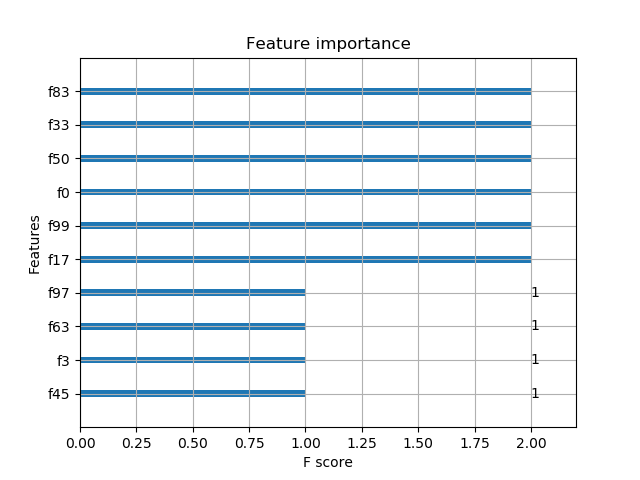 Feature importance
Features
f83
f33
f50
f0
f99
f17
f97 1
f63 1
f3 1
f45 1
0.00 0.25 0.50 0.75 1.00 1.25 1.50 1.75 2.00
F score